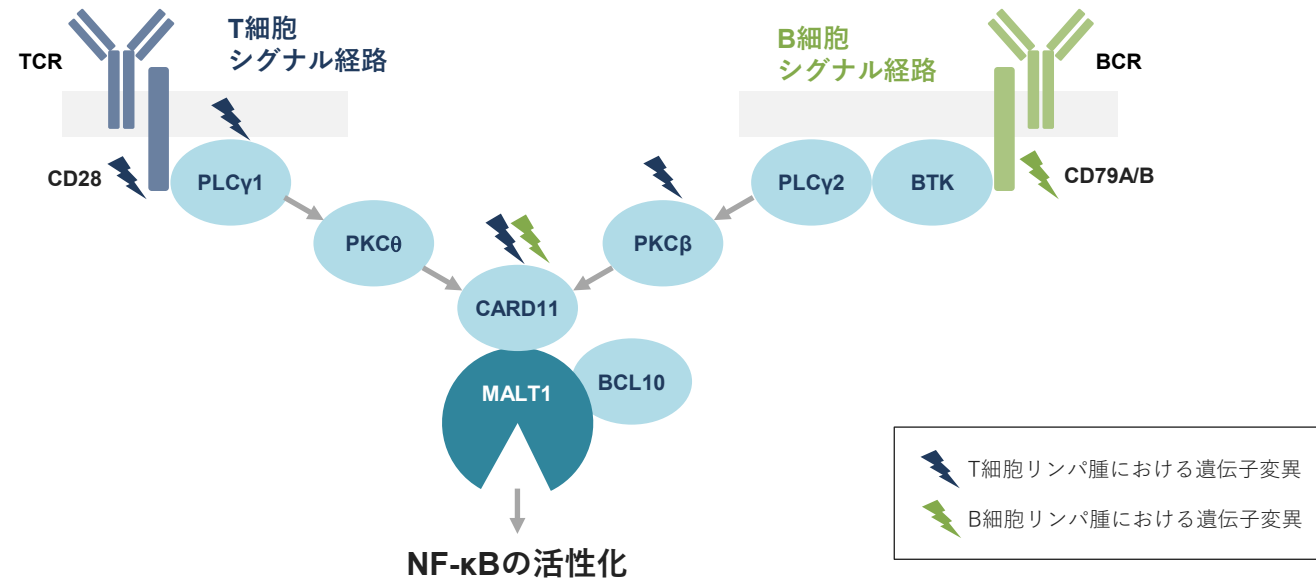 T細胞
シグナル経路
B細胞
シグナル経路
TCR
BCR
CD28
PLCγ1
PLCγ2
BTK
CD79A/B
PKCθ
PKCβ
CARD11
MALT1
BCL10
NF-κBの活性化
T細胞リンパ腫における遺伝子変異
B細胞リンパ腫における遺伝子変異